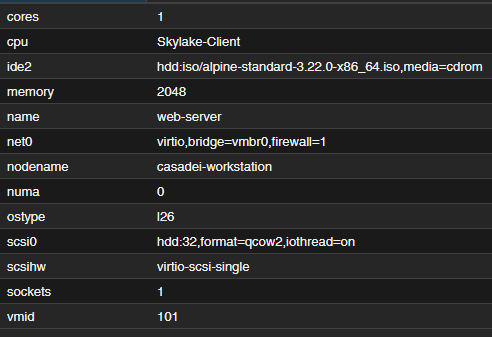 cores 1
cpu Skylake-Client
ide2 hdd:iso/alpine-standard-3.22.0-x86_64.iso,media=cdrom
memory 2048
name web-server
net0 virtio,bridge=vmbr0,firewall=1
nodename casadei-workstation
numa 0
ostype l26
scsi0 hdd:32,format=qcow2,iothread=on
scsihw virtio-scsi-single
sockets 1
vmid 101